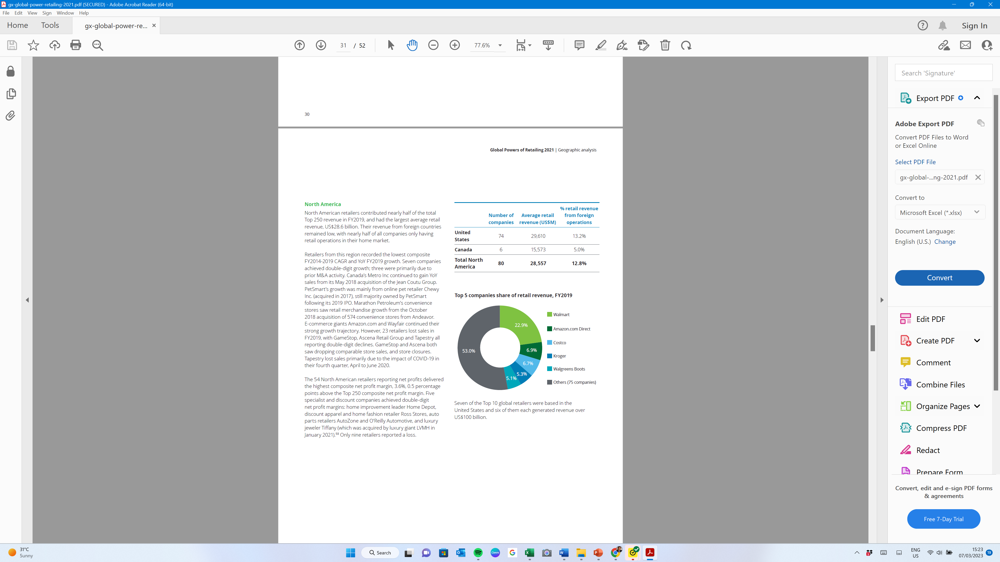 gx-global-power-retailing-2021.pdf (SECURED) - Adobe Acrobat Reader (64-bit)
File Edit View Sign Window Help
Home Tools gx-global-power-re... × Sign In
31 / 52 77.6%
30
Global Powers of Retailing 2021 | Geographic analysis
North America
North American retailers contributed nearly half of the total
Top 250 revenue in FY2019, and had the largest average retail
revenue, US$28.6 billion. Their revenue from foreign countries
remained low, with nearly half of all companies only having
retail operations in their home market.
Retailers from this region recorded the lowest composite
FY2014-2019 CAGR and YoY FY2019 growth. Seven companies
achieved double-digit growth; three were primarily due to
prior M&A activity. Canada's Metro Inc continued to gain YoY
sales from its May 2018 acquisition of the Jean Coutu Group.
PetSmart's growth was mainly from online pet retailer Chewy
Inc. (acquired in 2017), still majority owned by PetSmart
following its 2019 IPO. Marathon Petroleum's convenience
stores saw retail merchandise growth from the October
2018 acquisition of 574 convenience stores from Andeavor.
E-commerce giants Amazon.com and Wayfair continued their
strong growth trajectory. However, 23 retailers lost sales in
FY2019, with GameStop, Ascena Retail Group and Tapestry all
reporting double-digit declines. GameStop and Ascena both
saw dropping comparable store sales, and store closures.
Tapestry lost sales primarily due to the impact of COVID-19 in
their fourth quarter, April to June 2020.
The 54 North American retailers reporting net profits delivered
the highest composite net profit margin, 3.6%, 0.5 percentage
points above the Top 250 composite net profit margin. Five
specialist and discount companies achieved double-digit
net profit margins: home improvement leader Home Depot,
discount apparel and home fashion retailer Ross Stores, auto
parts retailers AutoZone and O'Reilly Automotive, and luxury
jeweler Tiffany (which was acquired by luxury giant LVMH in
January 2021).58 Only nine retailers reported a loss.
Number of companies Average retail revenue (US$M) % retail revenue from foreign operations
United States 74 29,610 13.2%
Canada 6 15,573 5.0%
Total North America 80 28,557 12.8%
Top 5 companies share of retail revenue, FY2019
22.9%
6.9%
6.7%
5.3%
5.1%
53.0%
Walmart
Amazon.com Direct
Costco
Kroger
Walgreens Boots
Others (75 companies)
Seven of the Top 10 global retailers were based in the
United States and six of them each generated revenue over
US$100 billion.
Search 'Signature'
Export PDF
Adobe Export PDF
Convert PDF Files to Word
or Excel Online
Select PDF File
gx-global-...ng-2021.pdf
Convert to
Microsoft Excel (*.xlsx)
Document Language:
English (U.S.) Change
Convert
Edit PDF
Create PDF
Comment
Combine Files
Organize Pages
Compress PDF
Redact
Prepare Form
Convert, edit and e-sign PDF forms
& agreements
Free 7-Day Trial
31°C
Sunny
Search
Canva
ENG
US
15:23
07/03/2023
19